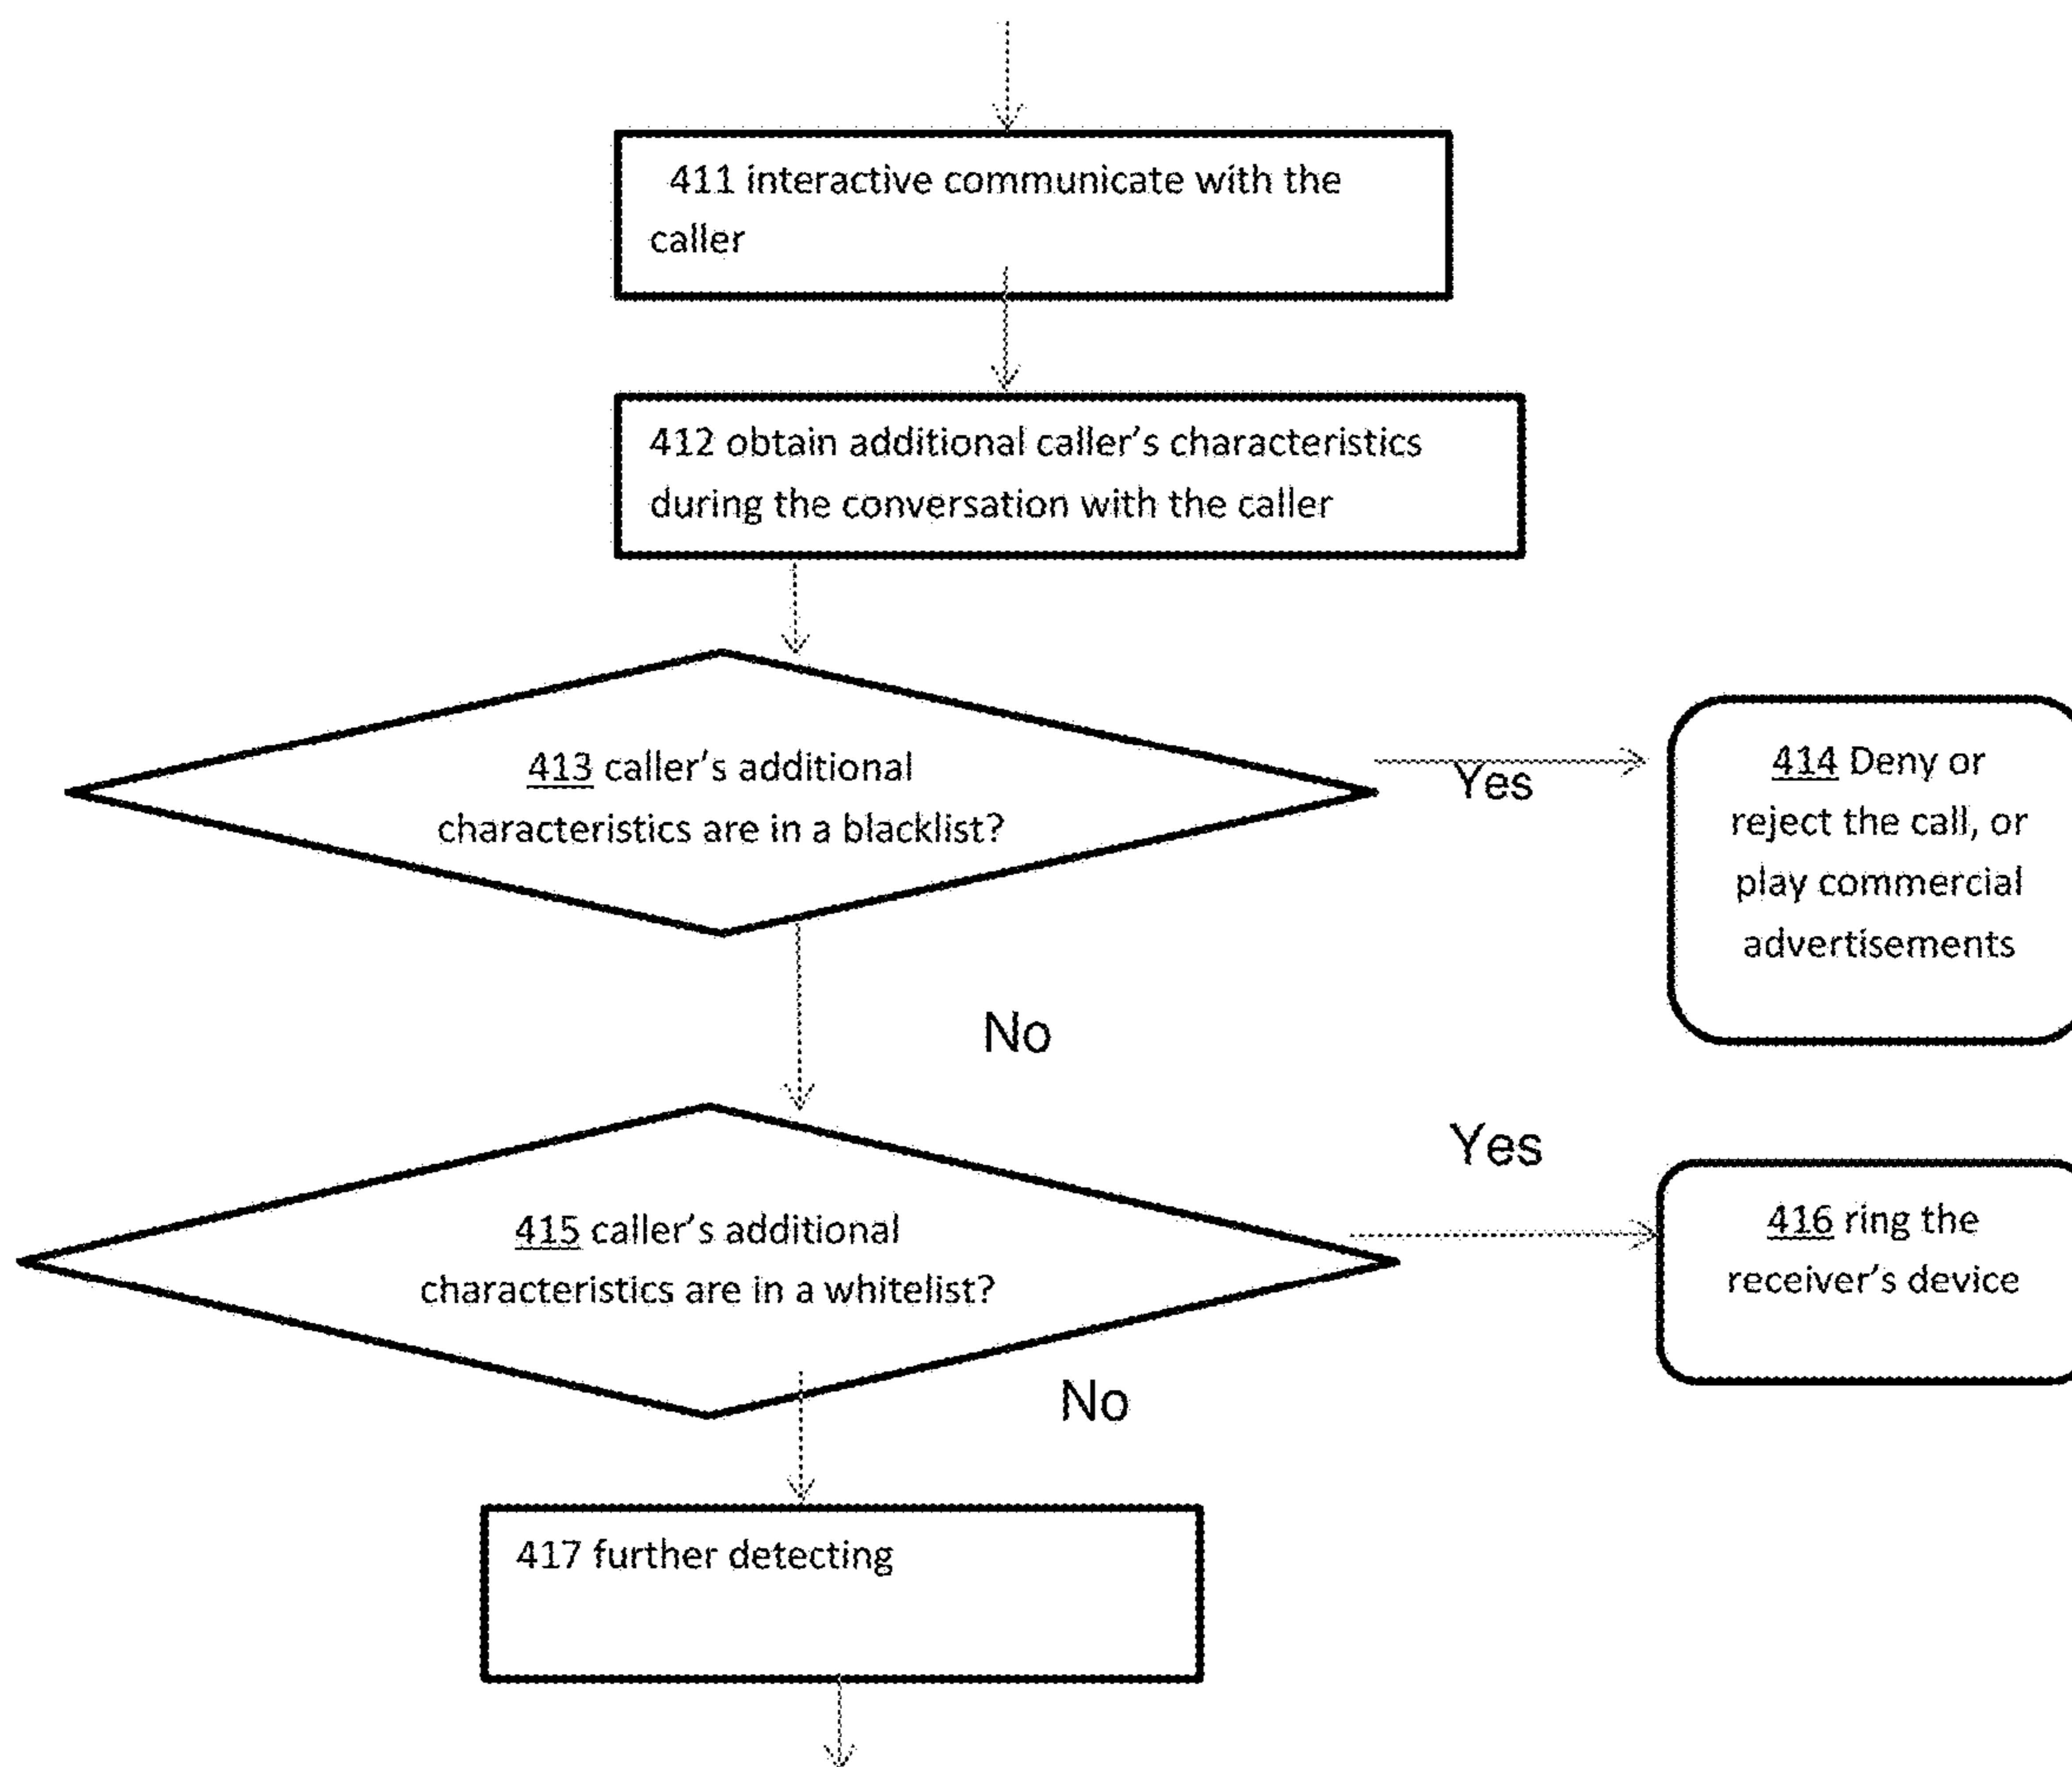 411 interactive communicate with the
caller
412 obtain additional caller's characteristics
during the conversation with the caller
413 caller's additional
characteristics are in a blacklist?
Yes
414 Deny or
reject the call, or
play commercial
advertisements
No
Yes
415 caller's additional
characteristics are in a whitelist?
416 ring the
receiver's device
No
417 further detecting